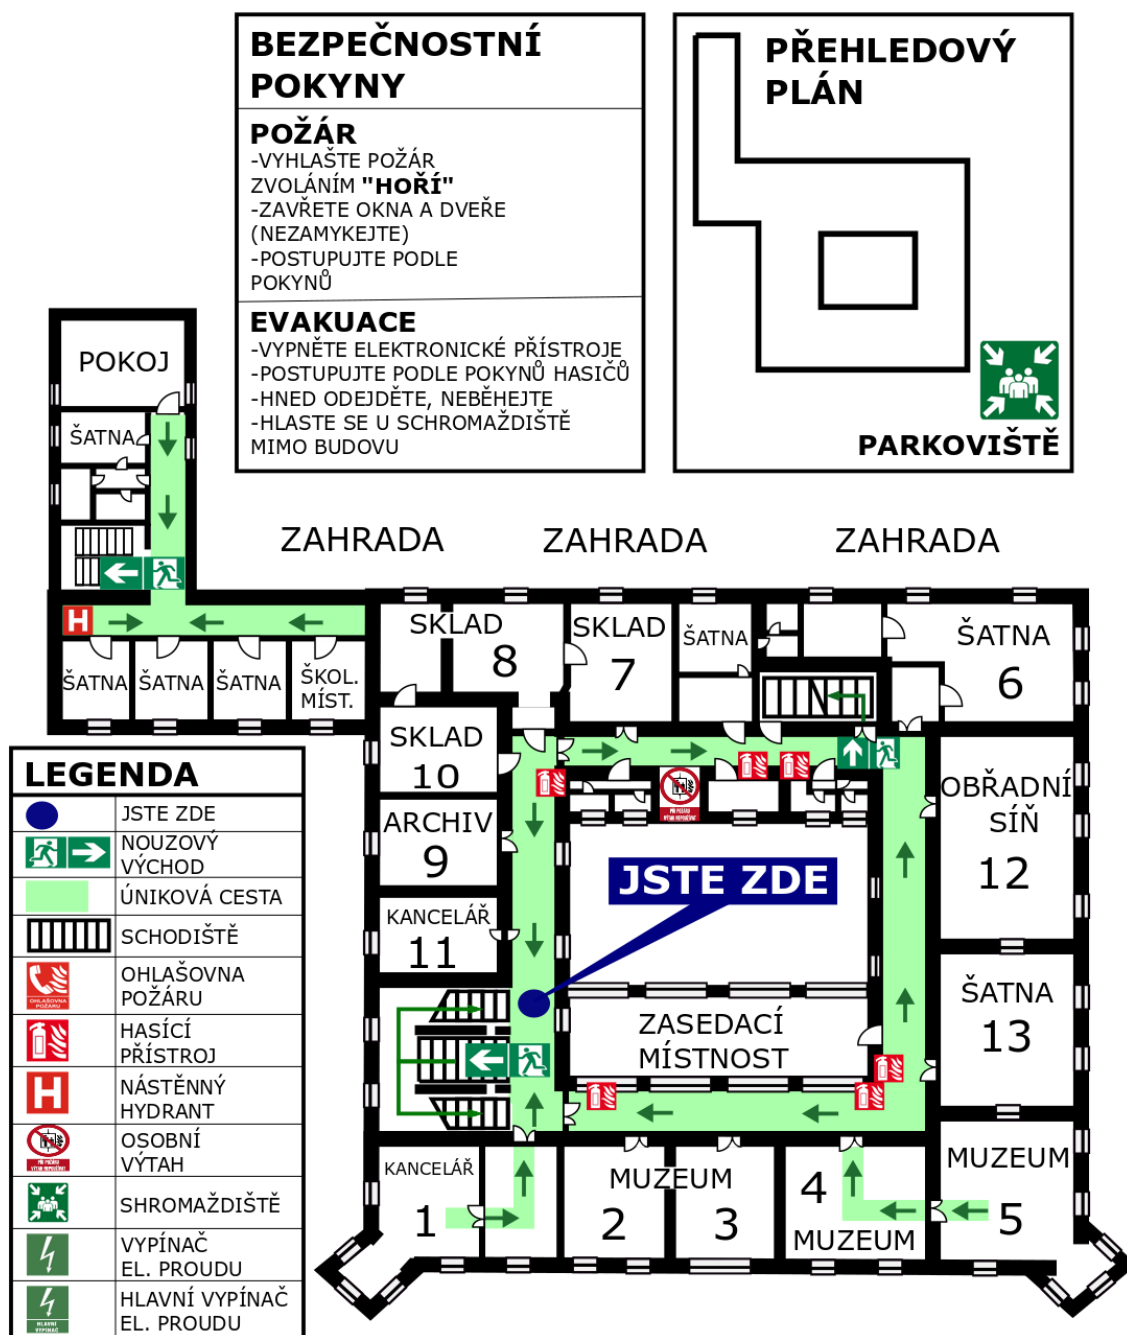 BEZPEČNOSTNÍ
POKYNY
POŽÁR
-VYHLAŠTE POŽÁR
ZVOLÁNÍM "HOŘÍ"
-ZAVŘETE OKNA A DVEŘE
(NEZAMYKEJTE)
-POSTUPUJTE PODLE
POKYNŮ
EVAKUACE
-VYPNĚTE ELEKTRONICKÉ PŘÍSTROJE
-POSTUPUJTE PODLE POKYNŮ HASIČŮ
-HNED ODEJDĚTE, NEBĚHEJTE
-HLASTE SE U SCHROMAŽDIŠTĚ
MIMO BUDOVU
PŘEHLEDOVÝ
PLÁN
PARKOVIŠTĚ
POKOJ
ŠATNA
ZAHRADA
ZAHRADA
ZAHRADA
H
ŠATNA
ŠATNA
ŠATNA
ŠKOL.
MÍST.
SKLAD
8
SKLAD
7
ŠATNA
ŠATNA
6
SKLAD
10
ARCHIV
9
KANCELÁŘ
11
OBŘADNÍ
SÍŇ
12
JSTE ZDE
ŠATNA
13
ZASEDACÍ
MÍSTNOST
KANCELÁŘ
1
MUZEUM
2
3
4
MUZEUM
MUZEUM
5
LEGENDA
JSTE ZDE
NOUZOVÝ
VÝCHOD
ÚNIKOVÁ CESTA
SCHODIŠTĚ
OHLAŠOVNA
POŽÁRU
OHLAŠOVNA
POŽÁRU
HASÍCÍ
PŘÍSTROJ
H
NÁSTĚNNÝ
HYDRANT
OSOBNÍ
VÝTAH
SHROMAŽDIŠTĚ
VYPÍNAČ
EL. PROUDU
HLAVNÍ
VYPÍNAČ
HLAVNÍ VYPÍNAČ
EL. PROUDU